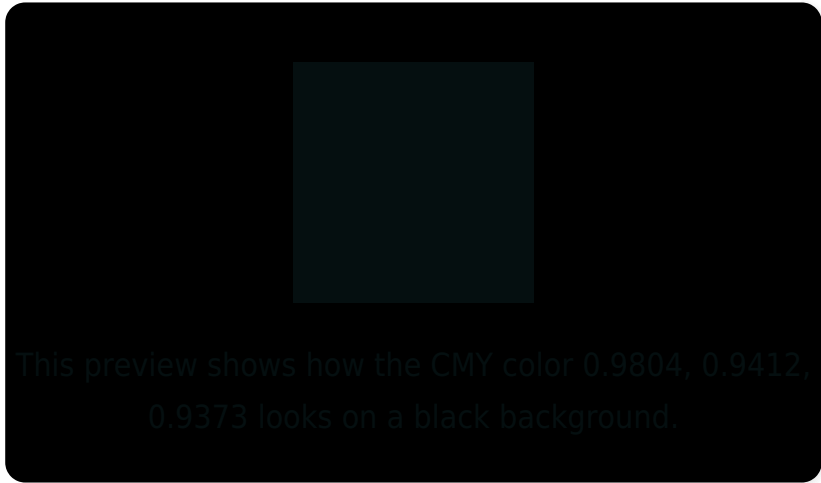 This preview shows how the CMY color 0.9804, 0.9412,
0.9373 looks on a black background.